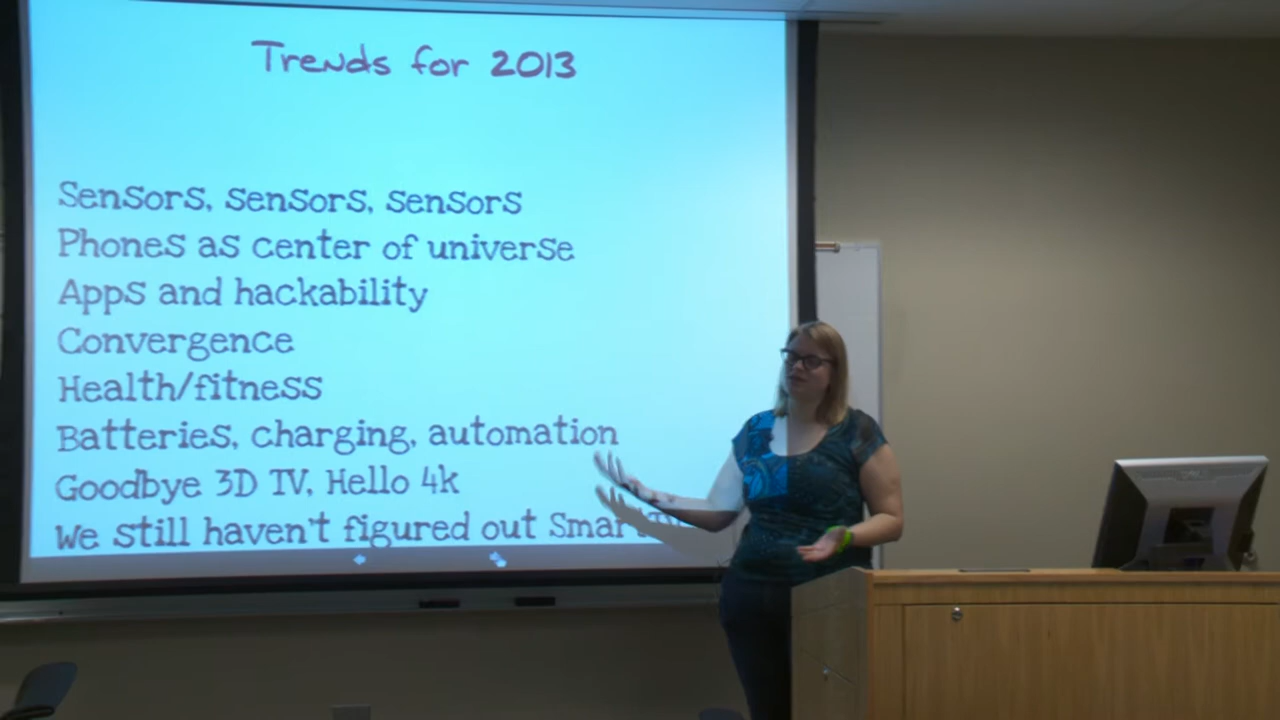 Trends for 2013
Sensors, sensors, sensors
Phones as center of universe
Apps and hackability
Convergence
Health/fitness
Batteries, charging, automation
Goodbye 3D TV, Hello 4k
We still haven't figured out